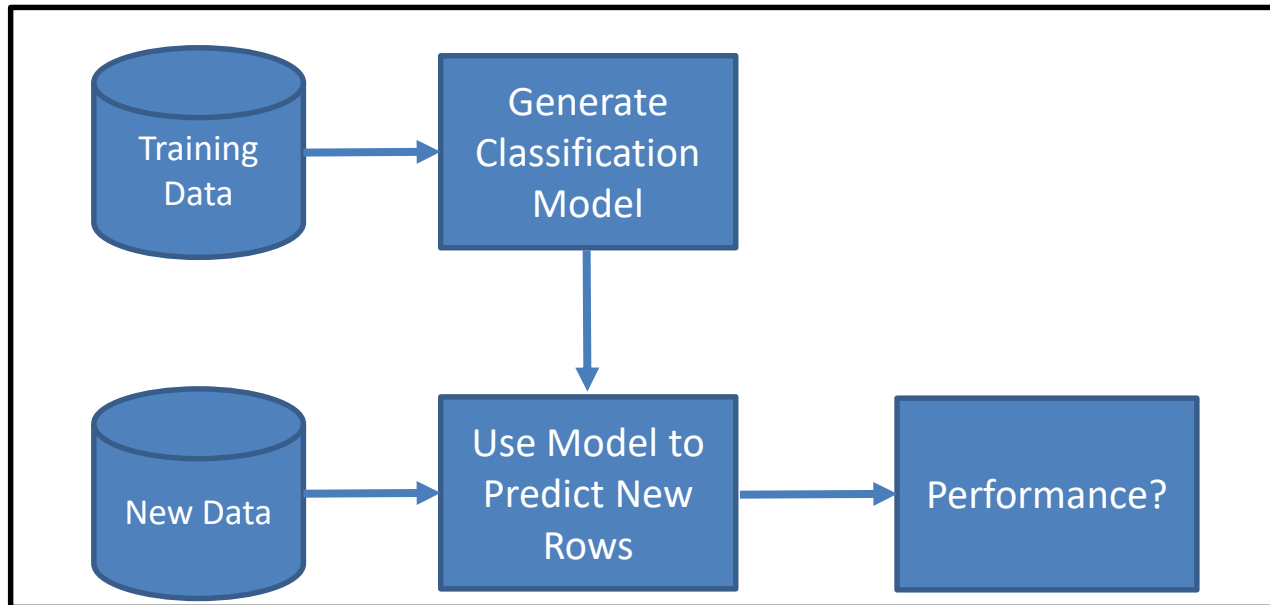 Training
Data
Generate
Classification
Model
New Data
Use Model to
Predict New
Rows
Performance?